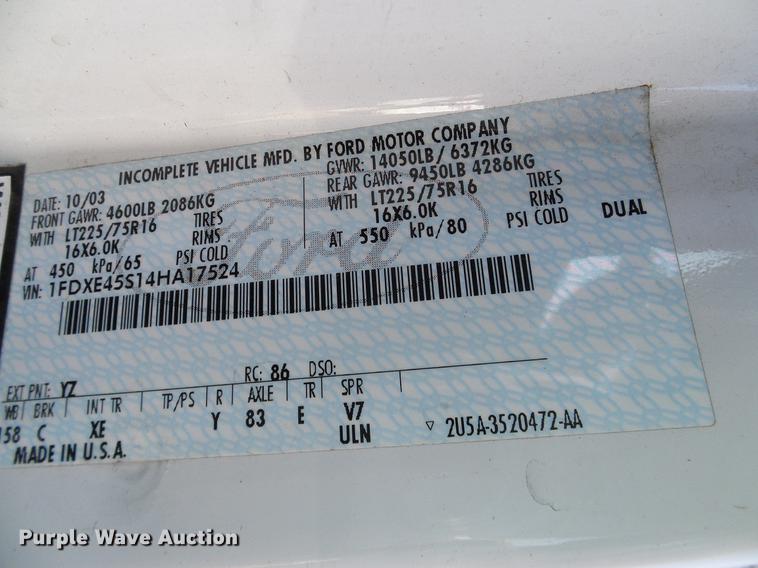 INCOMPLETE VEHICLE MFD. BY FORD MOTOR COMPANY
DATE: 10/03
GVWR: 14050LB/ 6372KG
FRONT GAWR: 4600LB 2086KG
REAR GAWR: 9450LB 4286KG
WITH LT225/75R16 TIRES
WITH LT225/75R16 TIRES
16X6.0K RIMS
16X6.0K RIMS
AT 450 kPa/65 PSI COLD
AT 550 kPa/80 PSI COLD DUAL
VIN: 1FDXE45S14HA17524
Ford
EXT PNT: YZ RC: 86 DSO:
WB BRK INT TR TP/PS R AXLE TR SPR
158 C XE Y 83 E V7
ULN
MADE IN U.S.A. 2U5A-3520472-AA
Purple Wave Auction